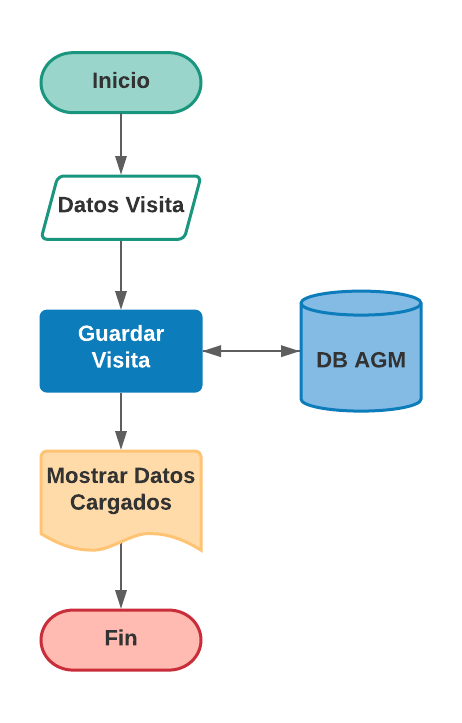 Inicio
Datos Visita
Guardar
Visita
DB AGM
Mostrar Datos
Cargados
Fin